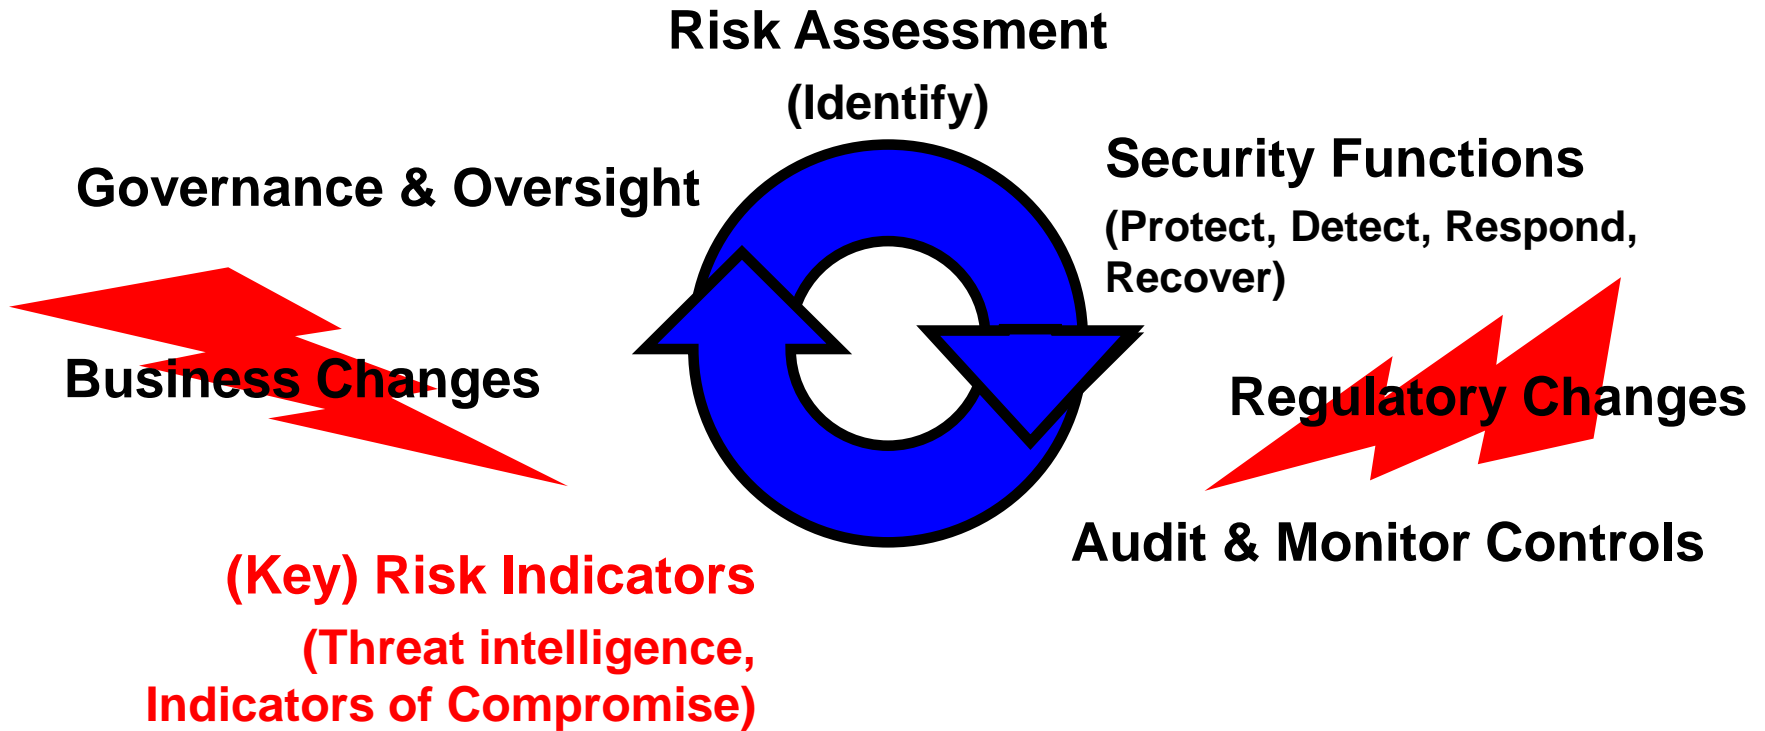 Risk Assessment
(Identify)
Security Functions
(Protect, Detect, Respond,
Recover)
Governance & Oversight
Business Changes
Regulatory Changes
Audit & Monitor Controls
(Key) Risk Indicators
(Threat intelligence,
Indicators of Compromise)